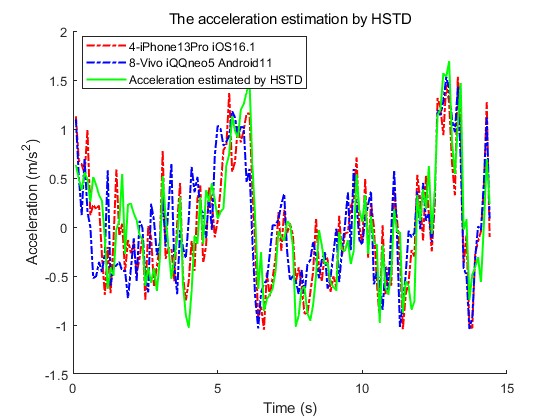 The acceleration estimation by HSTD
4-iPhone13Pro iOS16.1
8-Vivo iQQneo5 Android11
Acceleration estimated by HSTD
Acceleration (m/s²)
2
1.5
1
0.5
0
-0.5
-1
-1.5
0
5
10
15
Time (s)